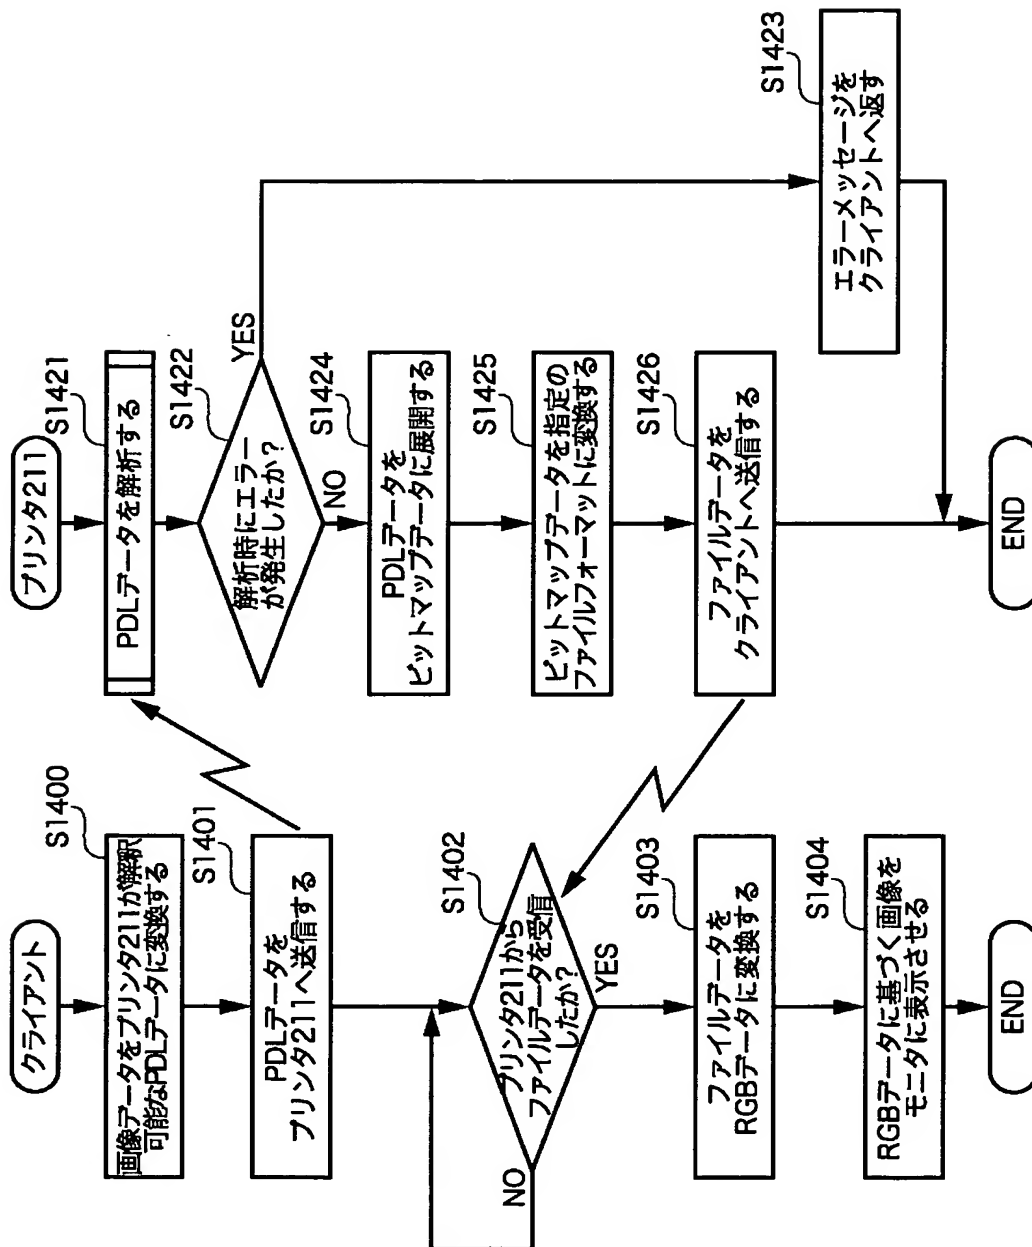 クライアント
S1400
画像データをプリンタ211が解釈
可能なPDLデータに変換する
S1401
PDLデータを
プリンタ211へ送信する
S1402
プリンタ211から
ファイルデータを受信
したか?
NO
YES
S1403
ファイルデータを
RGBデータに変換する
S1404
RGBデータに基づく画像を
モニタに表示させる
END
プリンタ211
S1421
PDLデータを解析する
S1422
解析時にエラー
が発生したか?
YES
NO
S1424
PDLデータを
ビットマップデータに展開する
S1425
ビットマップデータを指定の
ファイルフォーマットに変換する
S1426
ファイルデータを
クライアントへ送信する
S1423
エラーメッセージを
クライアントへ返す
END